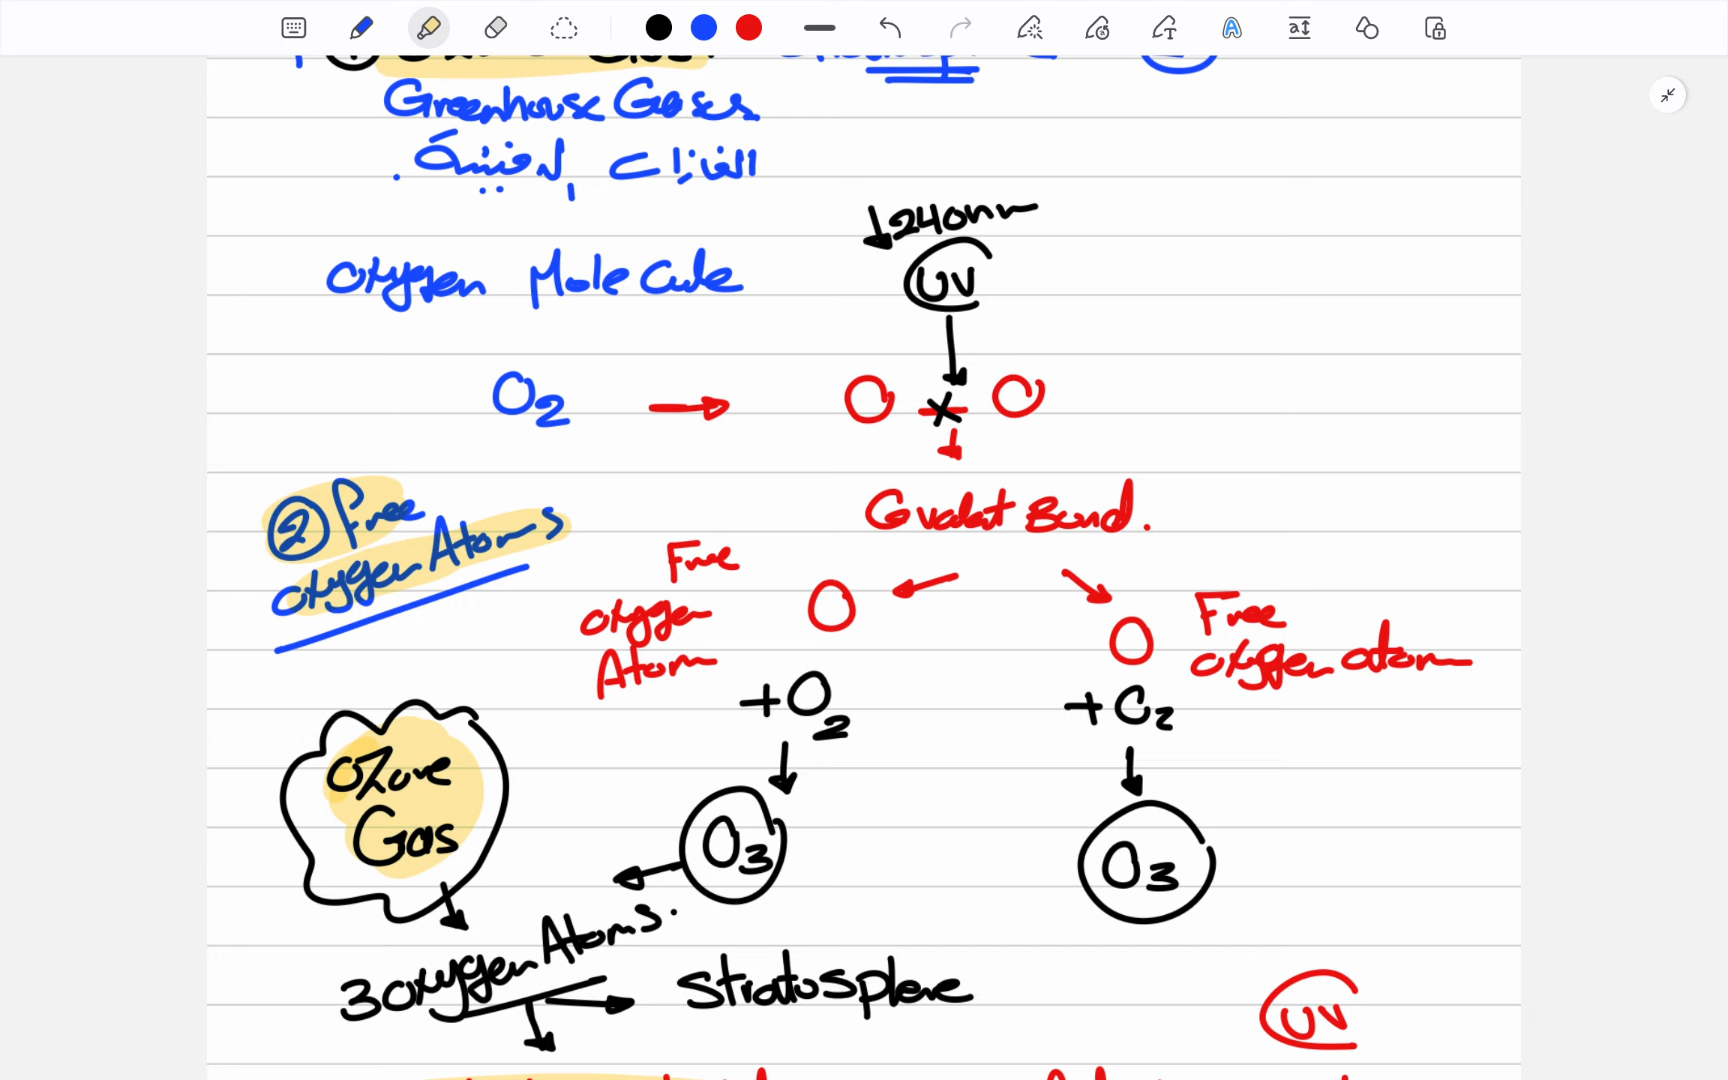 Greenhouse Gases
الغازات الدفيئة.
↓240nm
UV
Oxygen Molecule
O2 → O X O
Covalent Bond.
② Free
oxygen Atoms
Free
oxygen
Atom
O
O
Free
oxygen atom
+O2
+O2
Ozone
Gas
O3
O3
3 oxygen Atoms.
Stratosphere
UV